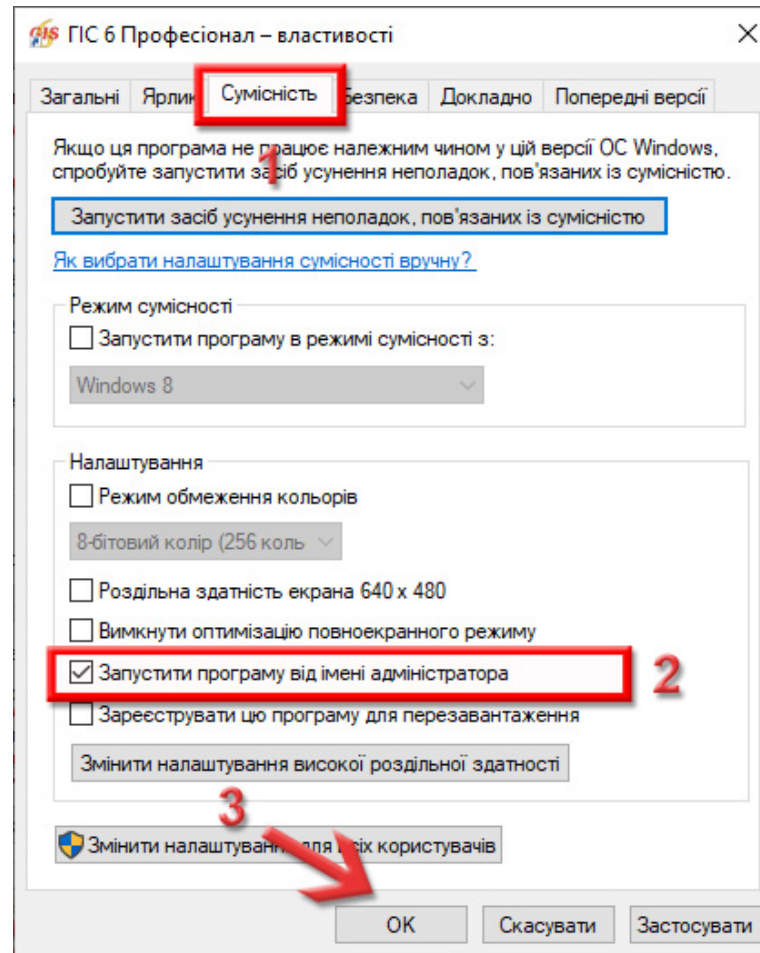 GIS ГІС 6 Професіонал – властивості
Загальні Ярлик Сумісність Безпека Докладно Попередні версії
Якщо ця програма не працює належним чином у цій версії ОС Windows,
спробуйте запустити засіб усунення неполадок, пов'язаних із сумісністю.
1
Запустити засіб усунення неполадок, пов'язаних із сумісністю
Як вибрати налаштування сумісності вручну?
Режим сумісності
Запустити програму в режимі сумісності з:
Windows 8
Налаштування
Режим обмеження кольорів
8-бітовий колір (256 коль
Роздільна здатність екрана 640 x 480
Вимкнути оптимізацію повноекранного режиму
Запустити програму від імені адміністратора 2
Зареєструвати цю програму для перезавантаження
Змінити налаштування високої роздільної здатності
3
Змінити налаштування для всіх користувачів
OK Скасувати Застосувати